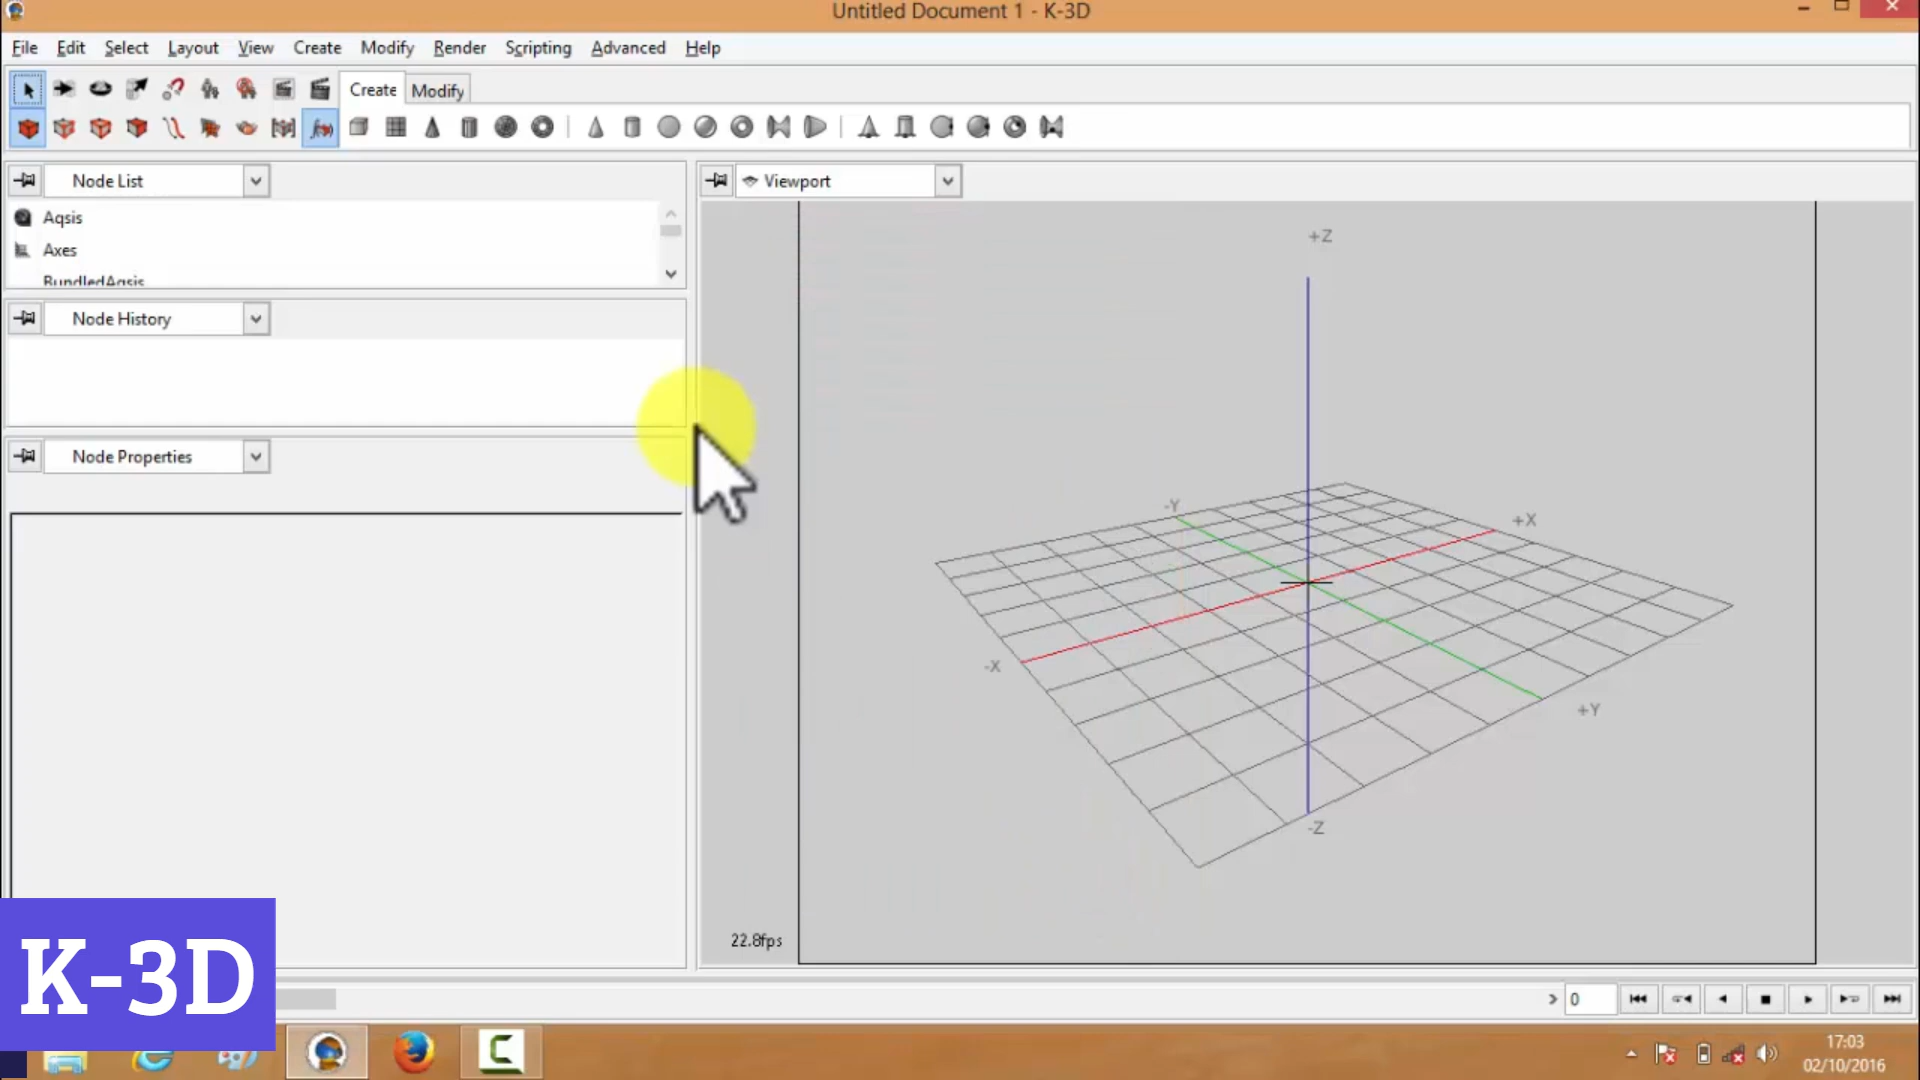 Untitled Document 1 - K-3D
File Edit Select Layout View Create Modify Render Scripting Advanced Help
Create Modify
Node List
Viewport
Aqsis
Axes
BundledAqsis
Node History
Node Properties
+Z
-Y
+X
-X
+Y
-Z
22.8fps
K-3D
0
17:03
02/10/2016